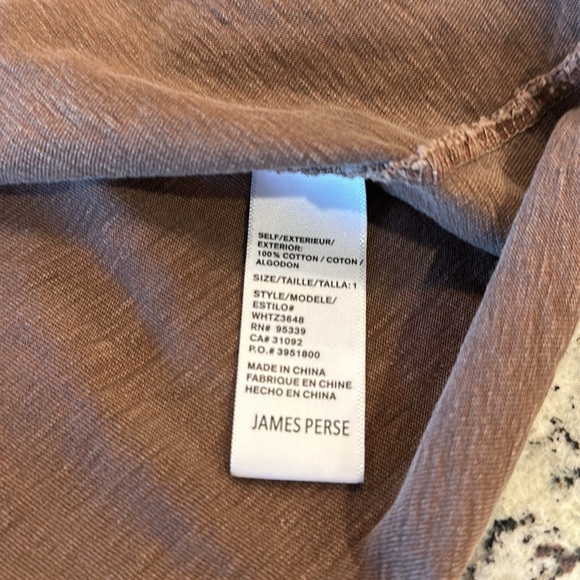 SELF/EXTERIEUR/
EXTERIOR:
100% COTTON / COTON /
ALGODON
SIZE/TAILLE/TALLA: 1
STYLE/MODELE/
ESTILO#
WHTZ3648
RN# 95339
CA# 31092
P.O.# 3951800
MADE IN CHINA
FABRIQUE EN CHINE
HECHO EN CHINA
JAMES PERSE